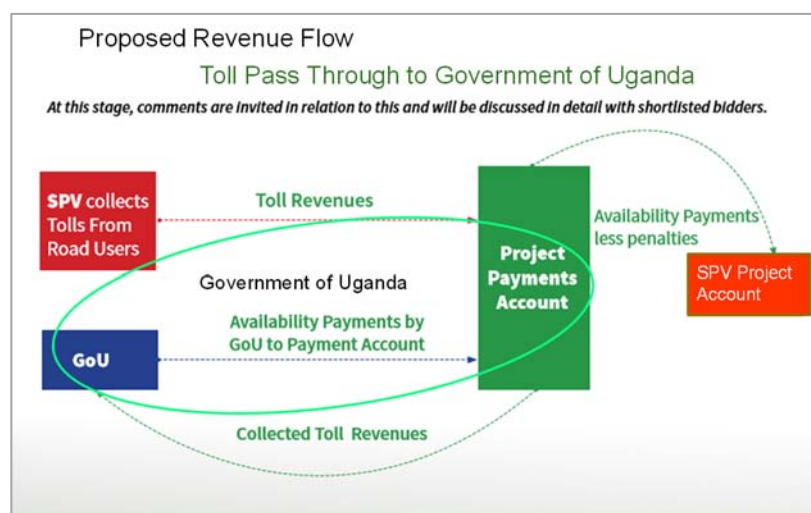 Proposed Revenue Flow
Toll Pass Through to Government of Uganda
At this stage, comments are invited in relation to this and will be discussed in detail with shortlisted bidders.
SPV collects
Tolls From
Road Users
Toll Revenues
Project
Payments
Account
Availability Payments
less penalties
SPV Project
Account
Government of Uganda
Availability Payments by
GoU to Payment Account
GoU
Collected Toll Revenues